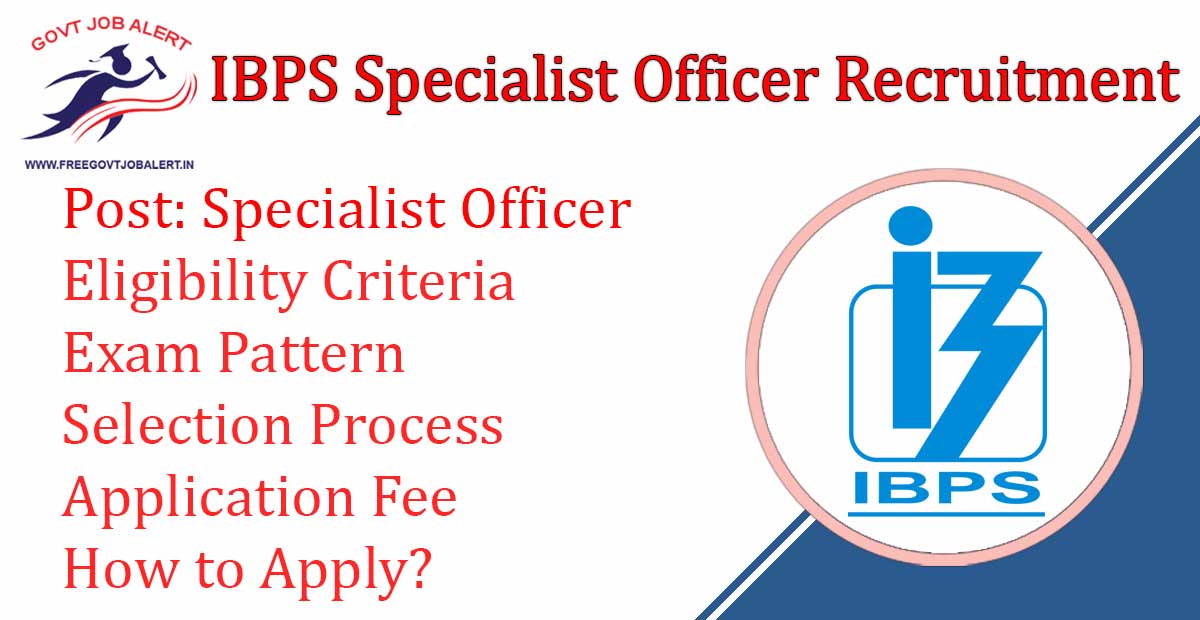 GOVT JOB ALERT
WWW.FREEGOVTJOBALERT.IN
IBPS Specialist Officer Recruitment
Post: Specialist Officer
Eligibility Criteria
Exam Pattern
Selection Process
Application Fee
How to Apply?
IBPS